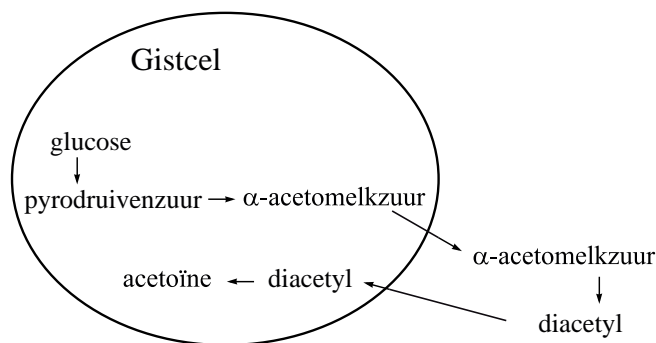 Gistcel
glucose
pyrodruivenzuur
α-acetomelkzuur
α-acetomelkzuur
acetoïne
diacetyl
diacetyl